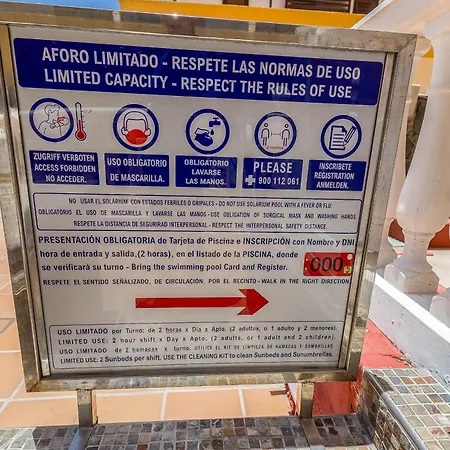 AFORO LIMITADO - RESPETE LAS NORMAS DE USO
LIMITED CAPACITY - RESPECT THE RULES OF USE
ZUGRIFF VERBOTEN
ACCESS FORBIDDEN
NO ACCEDER.
USO OBLIGATORIO
DE MASCARILLA.
OBLIGATORIO
LAVARSE
LAS MANOS.
2 metros
PLEASE
900 112 061
INSCRIBETE
REGISTRATION
ANMELDEN.
NO USAR EL SOLÁRIUM CON ESTADOS FEBRILES O GRIPALES - DO NOT USE SOLARIUM POOL WITH A FEVER OR FLU.
OBLIGATORIO EL USO DE MASCARILLA Y LAVARSE LAS MANOS - USE OBLIGATION OF SURGICAL MASK AND WASHING HANDS
RESPETE LA DISTANCIA DE SEGURIDAD INTERPERSONAL - RESPECT THE INTERPERSONAL SAFETY DISTANCE.
PRESENTACIÓN OBLIGATORIA de Tarjeta de Piscina e INSCRIPCIÓN con Nombre y DNI
hora de entrada y salida, (2 horas), en el listado de la PISCINA, donde
se verificará su turno - Bring the swimming pool Card and Register.
000
RESPETE EL SENTIDO SEÑALIZADO, DE CIRCULACIÓN, POR EL RECINTO - WALK IN THE RIGHT DIRECTION
USO LIMITADO por Turno: de 2 horas x Día x Apto. (2 adultos, o 1 adulto y 2 menores).
LIMITED USE: 2 hour shift x Day x Apto. (2 adults, or 1 adult and 2 children)
USO LIMITADO: de 2 hamacas x turno. UTILICE EL KIT DE LIMPIEZA DE HAMACAS Y SOMBRILLAS.
LIMITED USE: 2 Sunbeds per shift. USE THE CLEANING KIT to clean Sunbeds and Sunumbrellas.